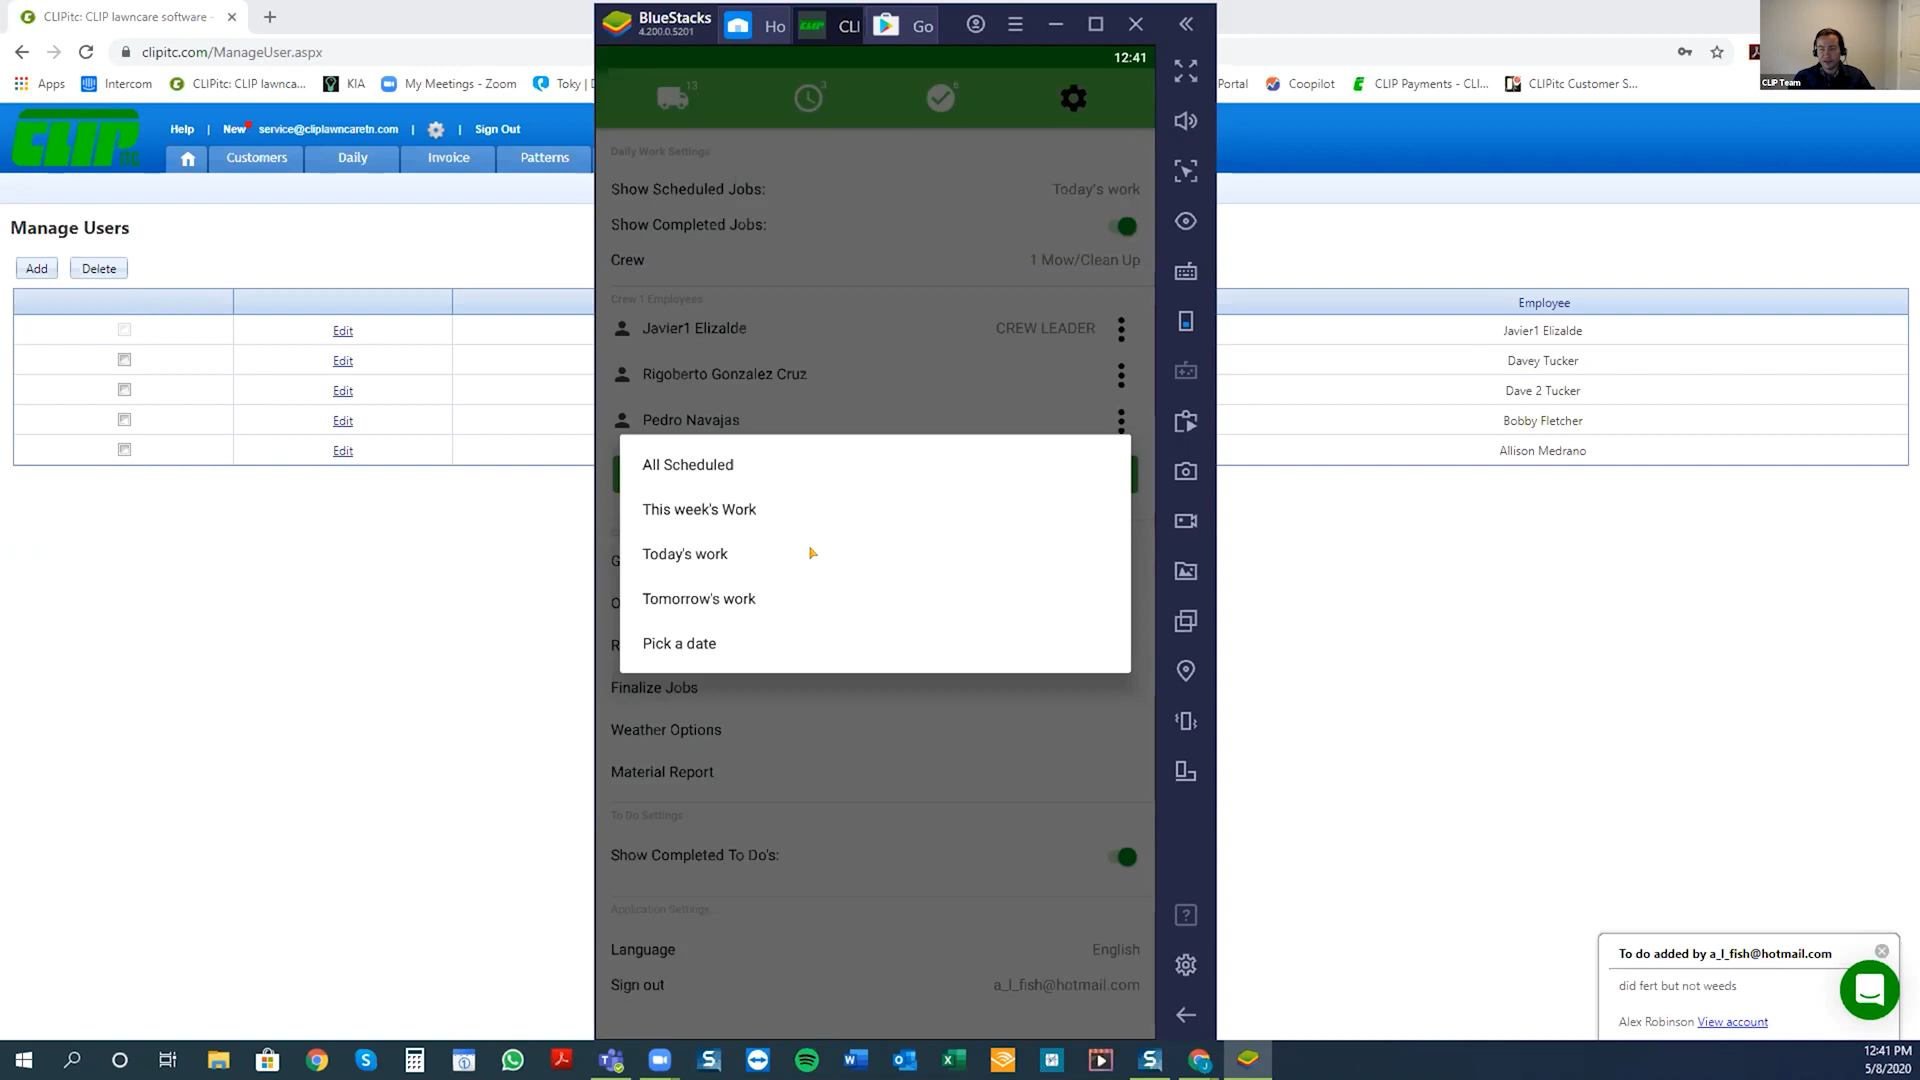 CLIPitc: CLIP lawncare software -
clipitc.com/ManageUser.aspx
Apps
Intercom
CLIPitc: CLIP lawnca...
KIA
My Meetings - Zoom
Toky | D
Portal
Coopilot
CLIP Payments - CLI...
CLIPitc Customer S...
CLIP Team
CLIP ITC
Help | New service@cliplawncaretn.com | | Sign Out
Customers
Daily
Invoice
Patterns
Manage Users
Add
Delete
Employee
Edit
Javier1 Elizalde
Edit
Davey Tucker
Edit
Dave 2 Tucker
Edit
Bobby Fletcher
Edit
Allison Medrano
BlueStacks
4.200.0.5201
Ho
CLI
Go
12:41
13
3
6
Daily Work Settings
Show Scheduled Jobs: Today's work
Show Completed Jobs:
Crew 1 Mow/Clean Up
Crew 1 Employees
Javier1 Elizalde CREW LEADER
Rigoberto Gonzalez Cruz
Pedro Navajas
All Scheduled
This week's Work
Today's work
Tomorrow's work
Pick a date
Finalize Jobs
Weather Options
Material Report
To Do Settings
Show Completed To Do's:
Application Settings
Language English
Sign out a_l_fish@hotmail.com
To do added by a_l_fish@hotmail.com
did fert but not weeds
Alex Robinson View account
12:41 PM
5/8/2020